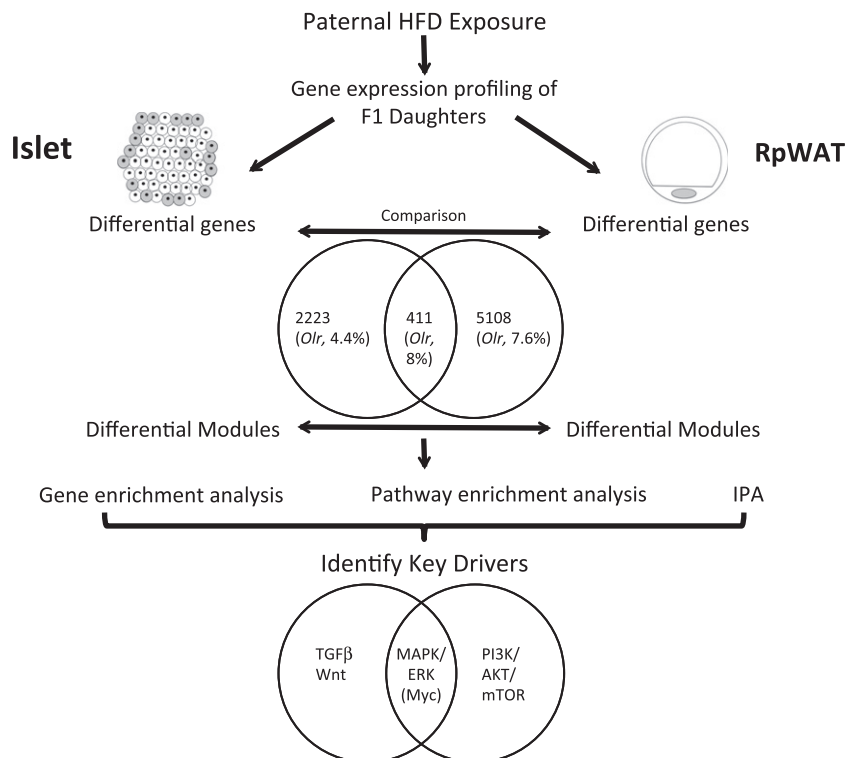 Paternal HFD Exposure
Gene expression profiling of
F1 Daughters
Islet
RpWAT
Differential genes
Comparison
Differential genes
2223
(Olr, 4.4%)
411
(Olr,
8%)
5108
(Olr, 7.6%)
Differential Modules
Differential Modules
Gene enrichment analysis
Pathway enrichment analysis
IPA
Identify Key Drivers
TGFβ
Wnt
MAPK/
ERK
(Myc)
PI3K/
AKT/
mTOR